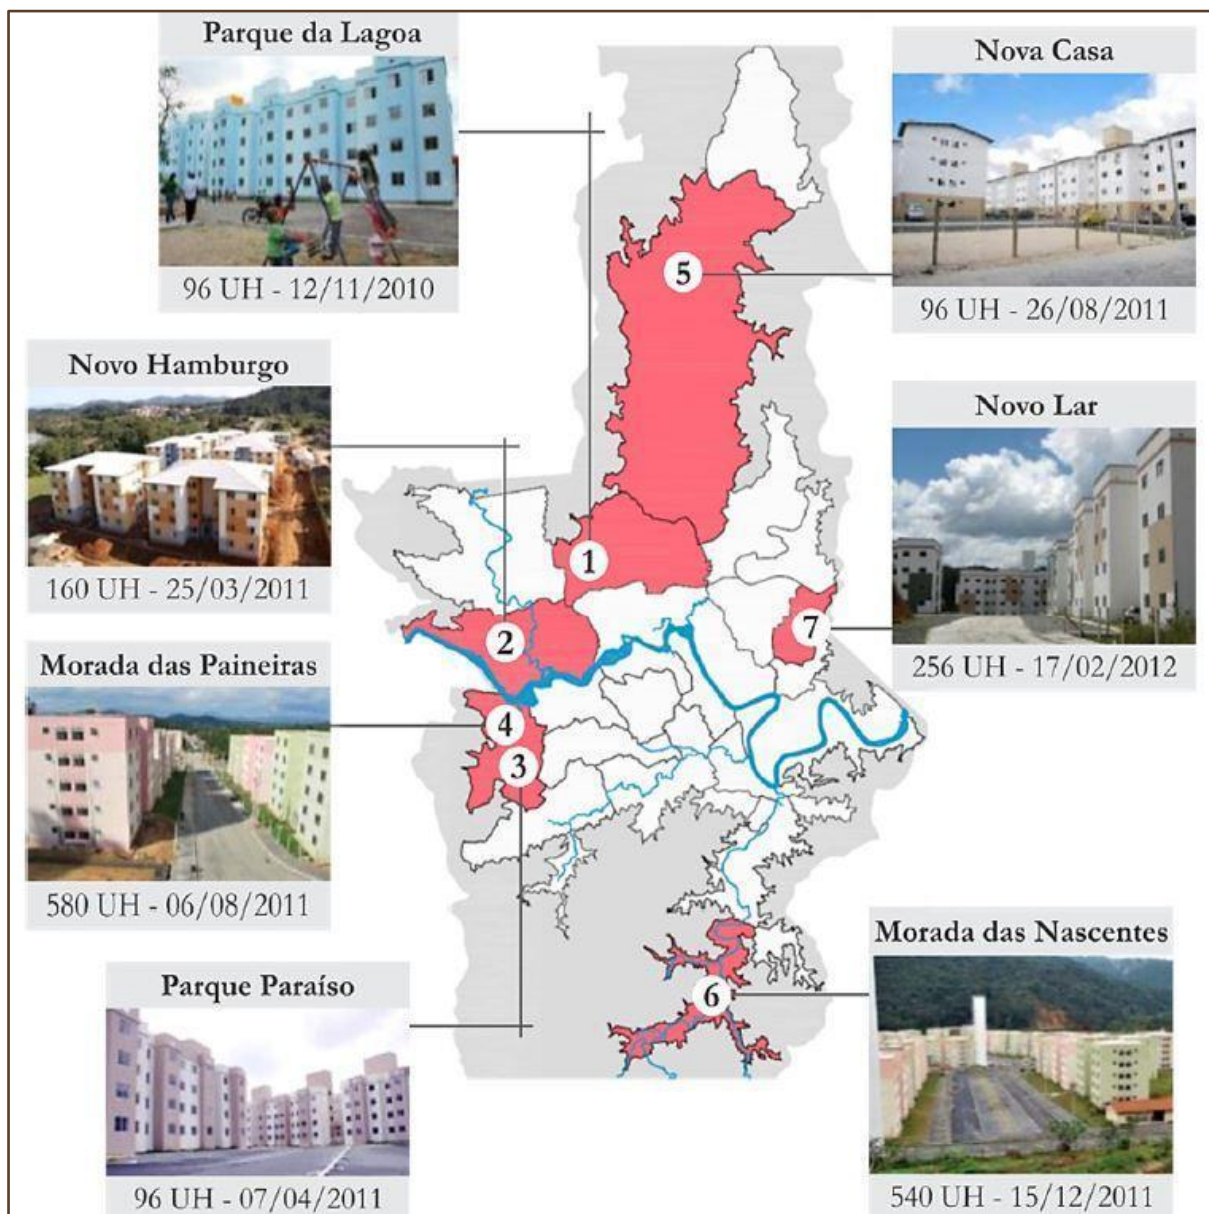 Parque da Lagoa
96 UH - 12/11/2010
Nova Casa
96 UH - 26/08/2011
Novo Hamburgo
160 UH - 25/03/2011
Novo Lar
256 UH - 17/02/2012
Morada das Paineiras
580 UH - 06/08/2011
Morada das Nascentes
540 UH - 15/12/2011
Parque Paraíso
96 UH - 07/04/2011
5
1
2
7
4
3
6